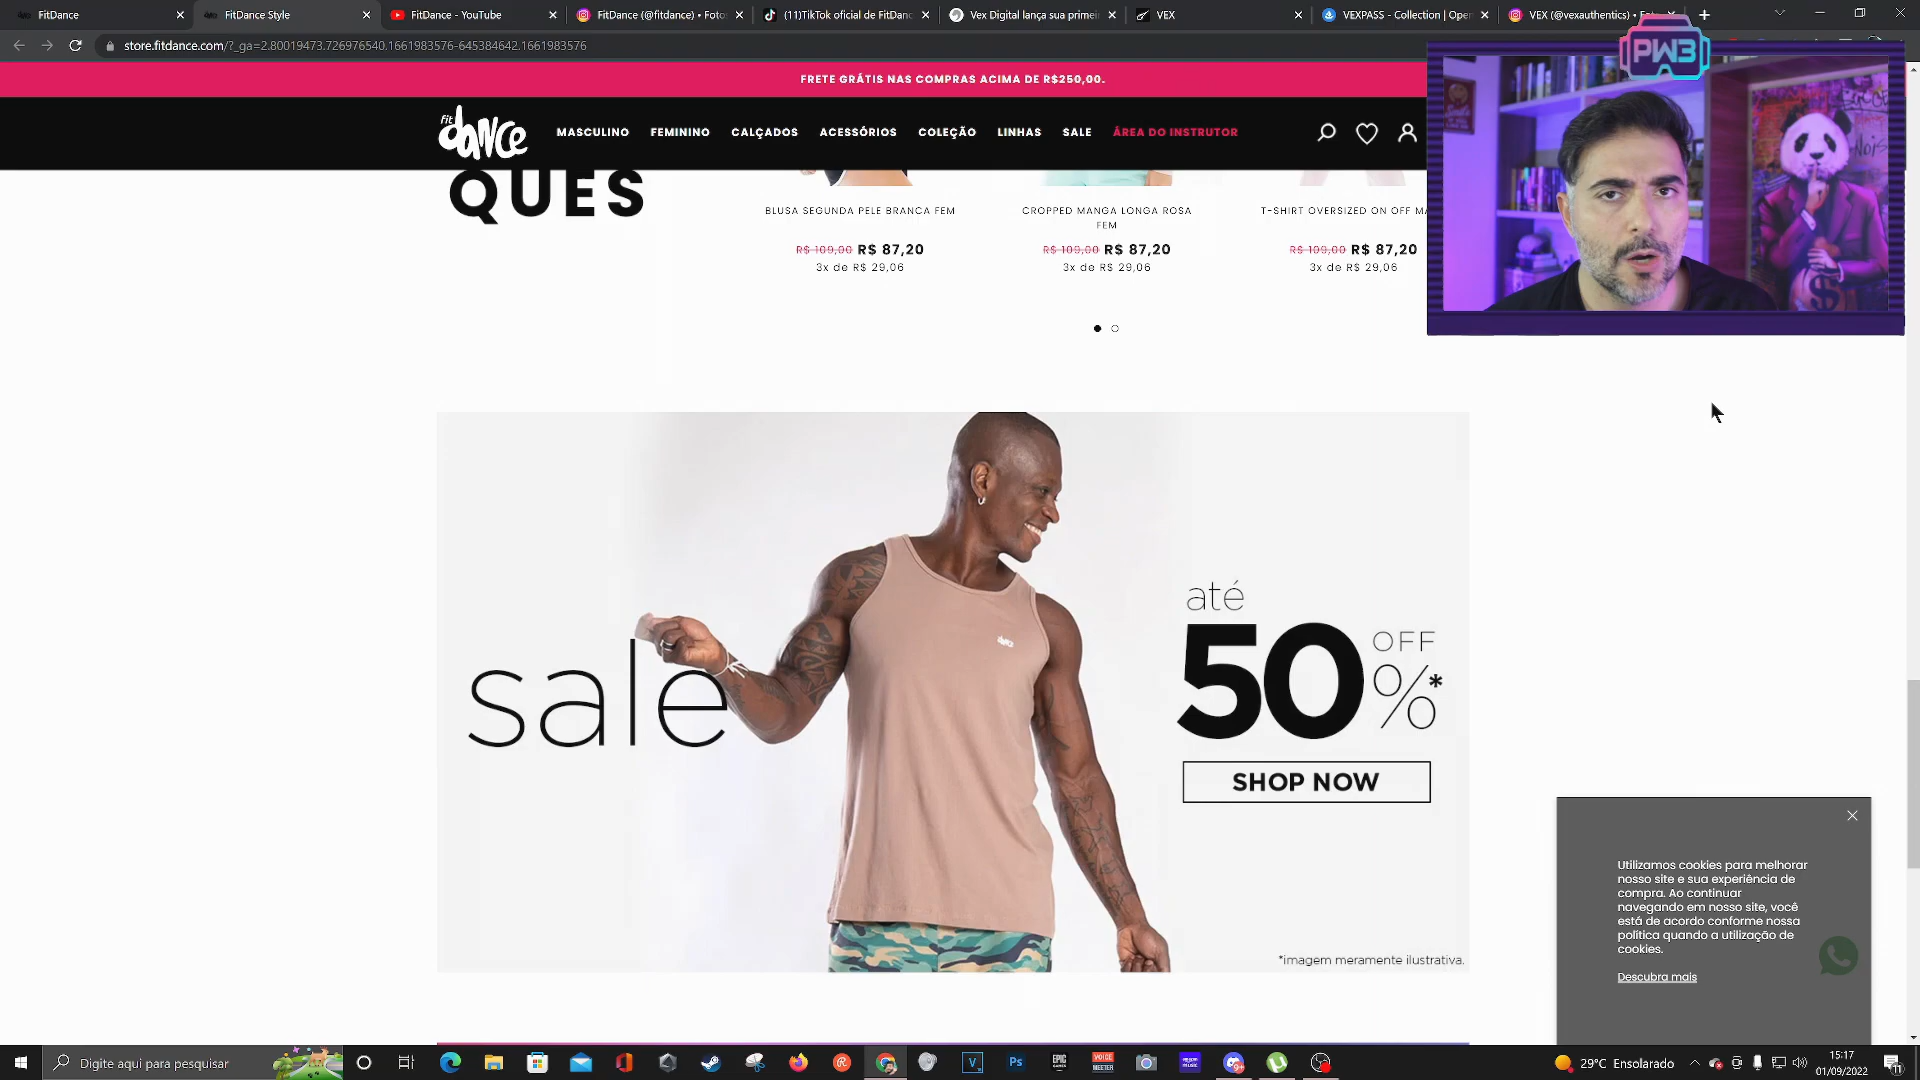 FitDance
FitDance Style
FitDance - YouTube
FitDance (@fitdance) • Foto
(11)TikTok oficial de FitDanc
Vex Digital lança sua primei
VEX
VEXPASS - Collection | Open
VEX (@vexauthentics) • Fot
store.fitdance.com/?_ga=2.80019473.726976540.1661983576-645384642.1661983576
PW3
FRETE GRÁTIS NAS COMPRAS ACIMA DE R$250,00.
fit dance
MASCULINO
FEMININO
CALÇADOS
ACESSÓRIOS
COLEÇÃO
LINHAS
SALE
ÁREA DO INSTRUTOR
QUES
BLUSA SEGUNDA PELE BRANCA FEM
R$ 109,00 R$ 87,20
3x de R$ 29,06
CROPPED MANGA LONGA ROSA
FEM
R$ 109,00 R$ 87,20
3x de R$ 29,06
T-SHIRT OVERSIZED ON OFF MA
R$ 109,00 R$ 87,20
3x de R$ 29,06
sale
até
50 OFF
%*
SHOP NOW
*imagem meramente ilustrativa.
Utilizamos cookies para melhorar
nosso site e sua experiência de
compra. Ao continuar
navegando em nosso site, você
está de acordo conforme nossa
política quando a utilização de
cookies.
Descubra mais
Digite aqui para pesquisar
29°C Ensolarado
15:17
01/09/2022